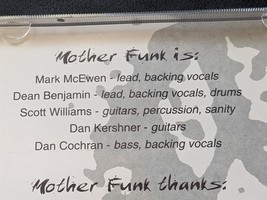 Mother Funk is:
Mark McEwen - lead, backing vocals
Dean Benjamin - lead, backing vocals, drums
Scott Williams - guitars, percussion, sanity
Dan Kershner - guitars
Dan Cochran - bass, backing vocals
Mother Funk thanks: